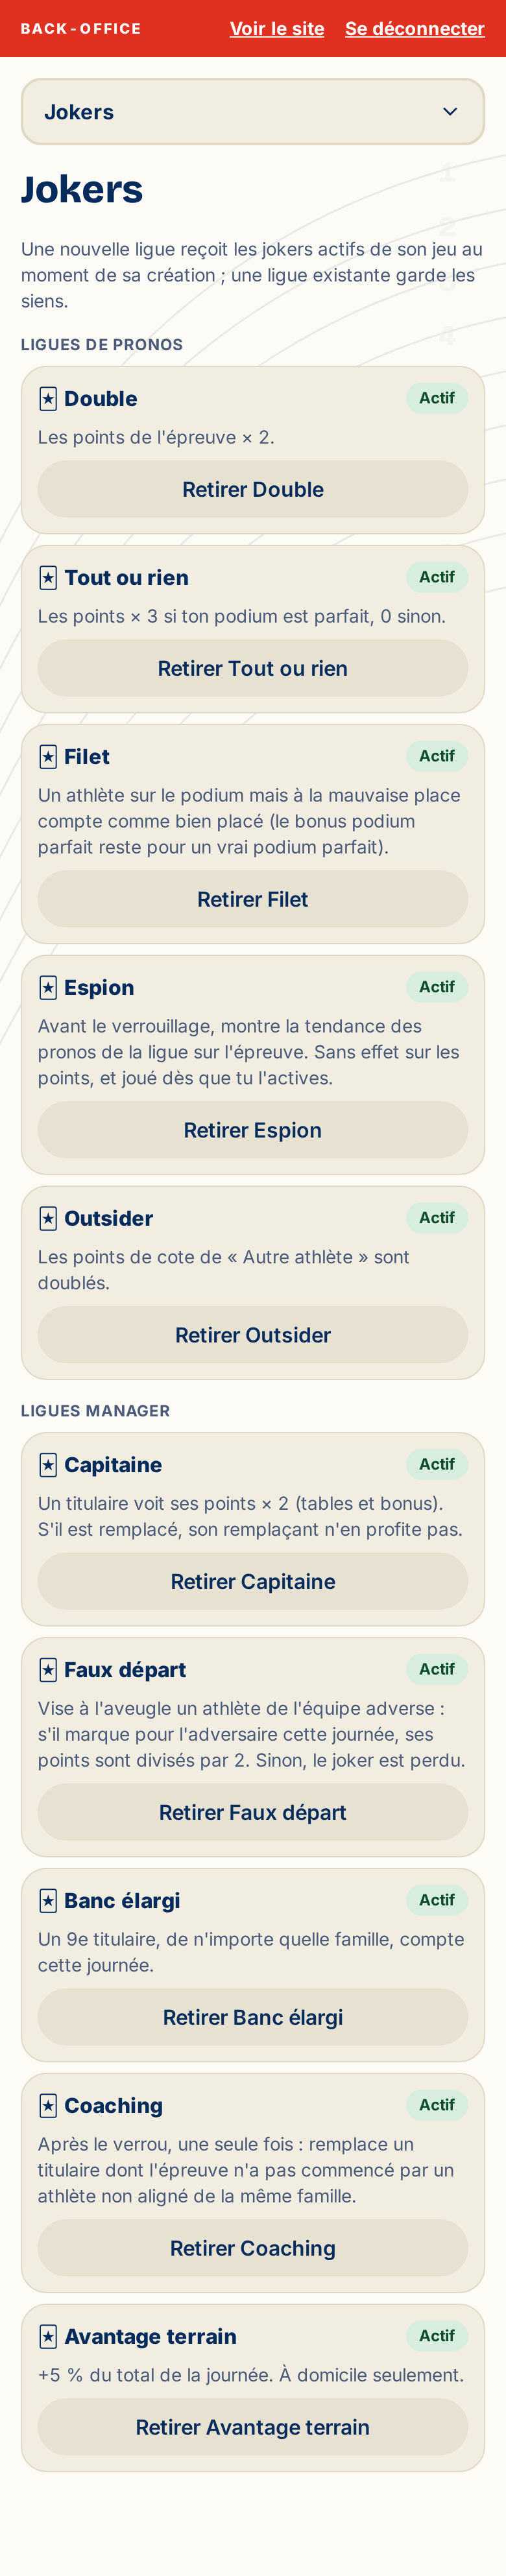 BACK-OFFICE
Voir le site
Se déconnecter
Jokers
Jokers
1
2
3
4
Une nouvelle ligue reçoit les jokers actifs de son jeu au
moment de sa création ; une ligue existante garde les
siens.
LIGUES DE PRONOS
Double
Actif
Les points de l'épreuve × 2.
Retirer Double
Tout ou rien
Actif
Les points × 3 si ton podium est parfait, 0 sinon.
Retirer Tout ou rien
Filet
Actif
Un athlète sur le podium mais à la mauvaise place
compte comme bien placé (le bonus podium
parfait reste pour un vrai podium parfait).
Retirer Filet
Espion
Actif
Avant le verrouillage, montre la tendance des
pronos de la ligue sur l'épreuve. Sans effet sur les
points, et joué dès que tu l'actives.
Retirer Espion
Outsider
Actif
Les points de cote de « Autre athlète » sont
doublés.
Retirer Outsider
LIGUES MANAGER
Capitaine
Actif
Un titulaire voit ses points × 2 (tables et bonus).
S'il est remplacé, son remplaçant n'en profite pas.
Retirer Capitaine
Faux départ
Actif
Vise à l'aveugle un athlète de l'équipe adverse :
s'il marque pour l'adversaire cette journée, ses
points sont divisés par 2. Sinon, le joker est perdu.
Retirer Faux départ
Banc élargi
Actif
Un 9e titulaire, de n'importe quelle famille, compte
cette journée.
Retirer Banc élargi
Coaching
Actif
Après le verrou, une seule fois : remplace un
titulaire dont l'épreuve n'a pas commencé par un
athlète non aligné de la même famille.
Retirer Coaching
Avantage terrain
Actif
+5 % du total de la journée. À domicile seulement.
Retirer Avantage terrain